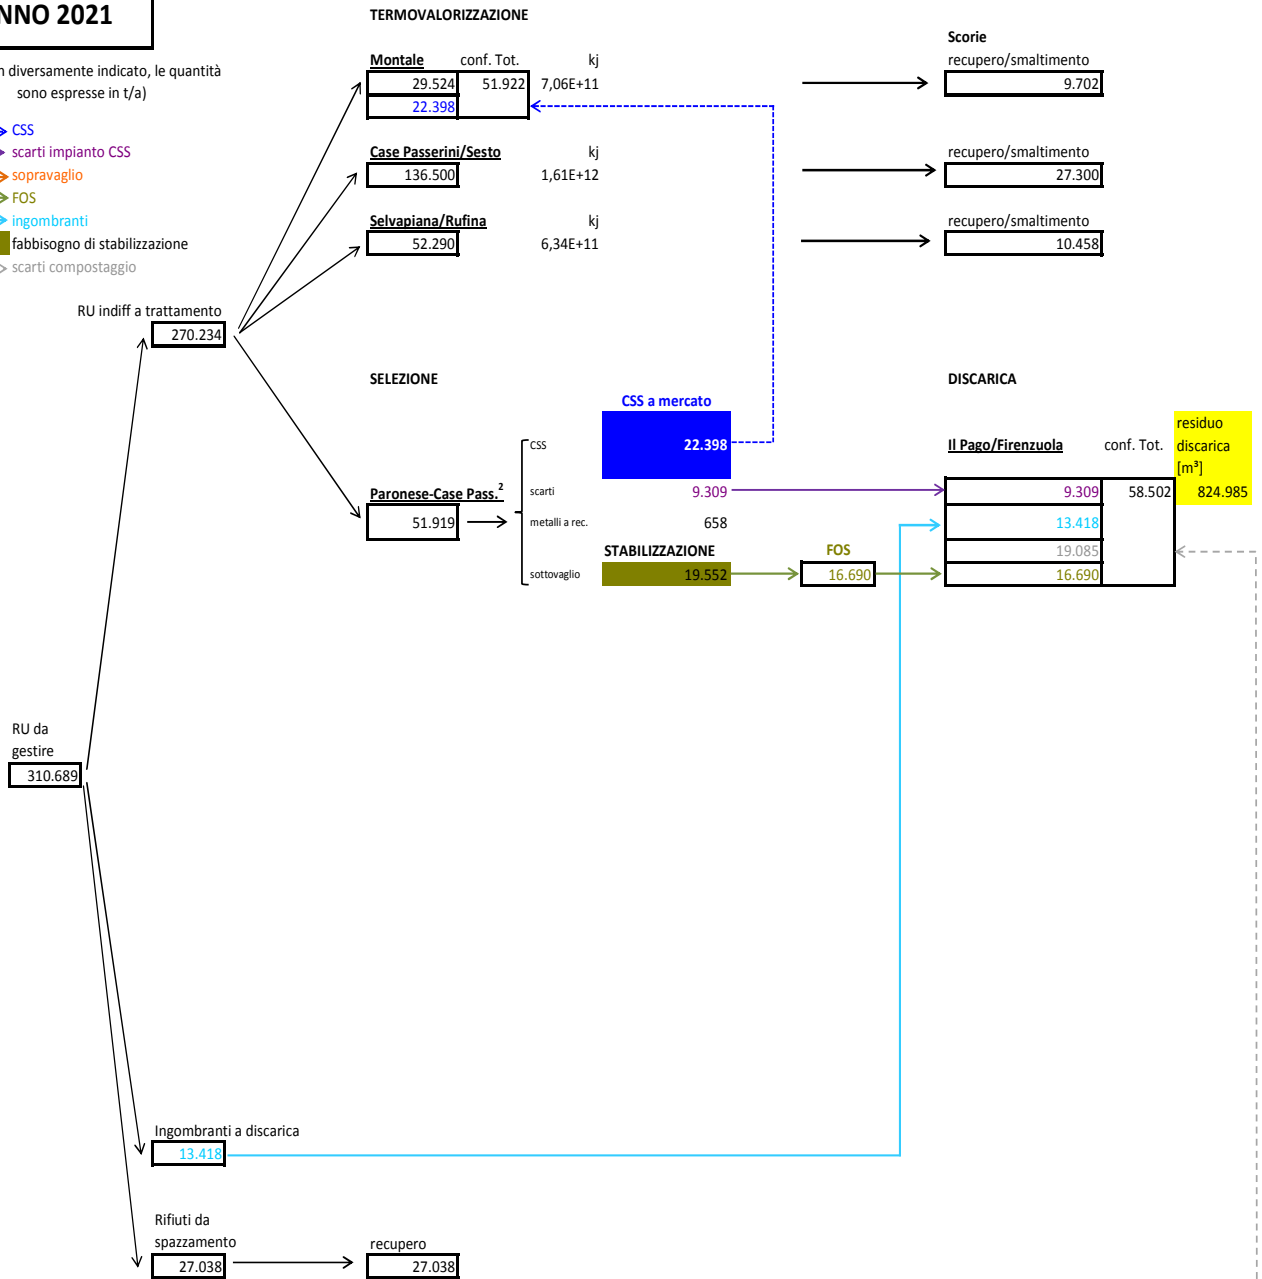 NNO 2021
TERMOVALORIZZAZIONE
Scorie
n diversamente indicato, le quantità
sono espresse in t/a)
Montale conf. Tot. kj recupero/smaltimento
29.524 51.922 7,06E+11 9.702
22.398
CSS
scarti impianto CSS
Case Passerini/Sesto kj recupero/smaltimento
sopravaglio
136.500 1,61E+12 27.300
FOS
ingombranti
Selvapiana/Rufina kj recupero/smaltimento
fabbisogno di stabilizzazione
52.290 6,34E+11 10.458
scarti compostaggio
RU indiff a trattamento
270.234
SELEZIONE DISCARICA
CSS a mercato
residuo
CSS 22.398 Il Pago/Firenzuola conf. Tot. discarica
[m³]
Paronese-Case Pass.² scarti 9.309 9.309 58.502 824.985
51.919 metalli a rec. 658 13.418
STABILIZZAZIONE FOS 19.085
sottovaglio 19.552 16.690 16.690
RU da
gestire
310.689
Ingombranti a discarica
13.418
Rifiuti da
spazzamento recupero
27.038 27.038